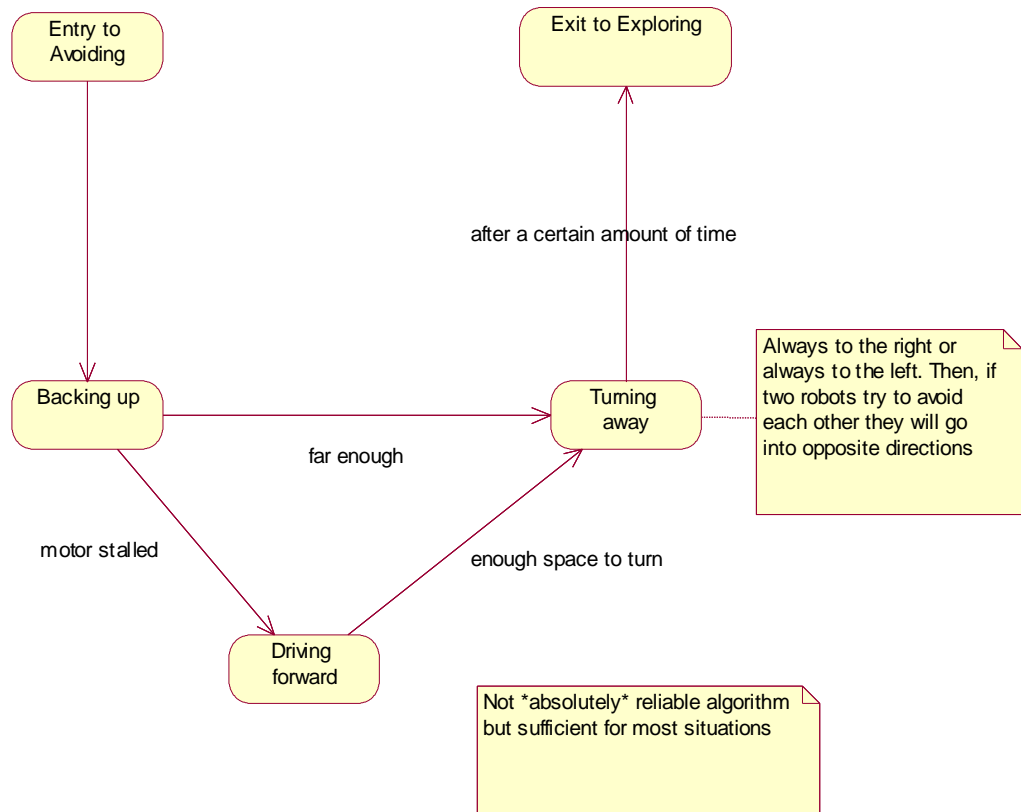 Entry to
Avoiding
Exit to Exploring
after a certain amount of time
Backing up
Turning
away
Always to the right or
always to the left. Then, if
two robots try to avoid
each other they will go
into opposite directions
far enough
motor stalled
enough space to turn
Driving
forward
Not *absolutely* reliable algorithm
but sufficient for most situations